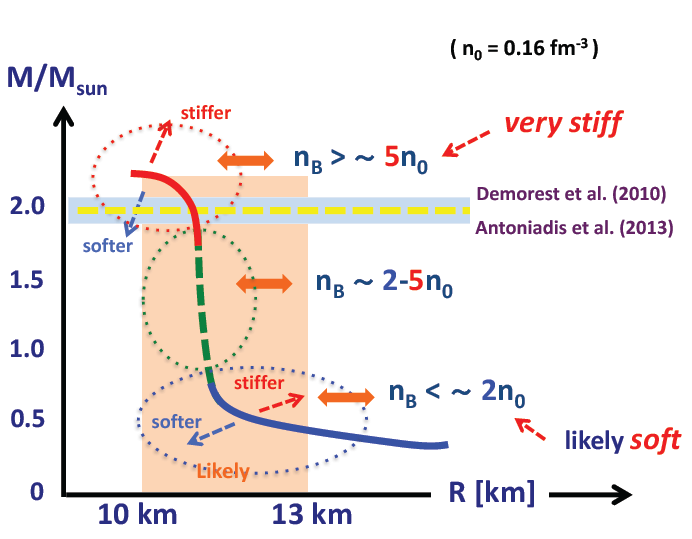 ( n0 = 0.16 fm-3 )
M/Msun
stiffer
very stiff
nB > ~ 5n0
2.0
Demorest et al. (2010)
Antoniadis et al. (2013)
softer
1.5
nB ~ 2-5n0
1.0
stiffer
nB < ~ 2n0
0.5
softer
likely soft
Likely
0
R [km]
10 km
13 km